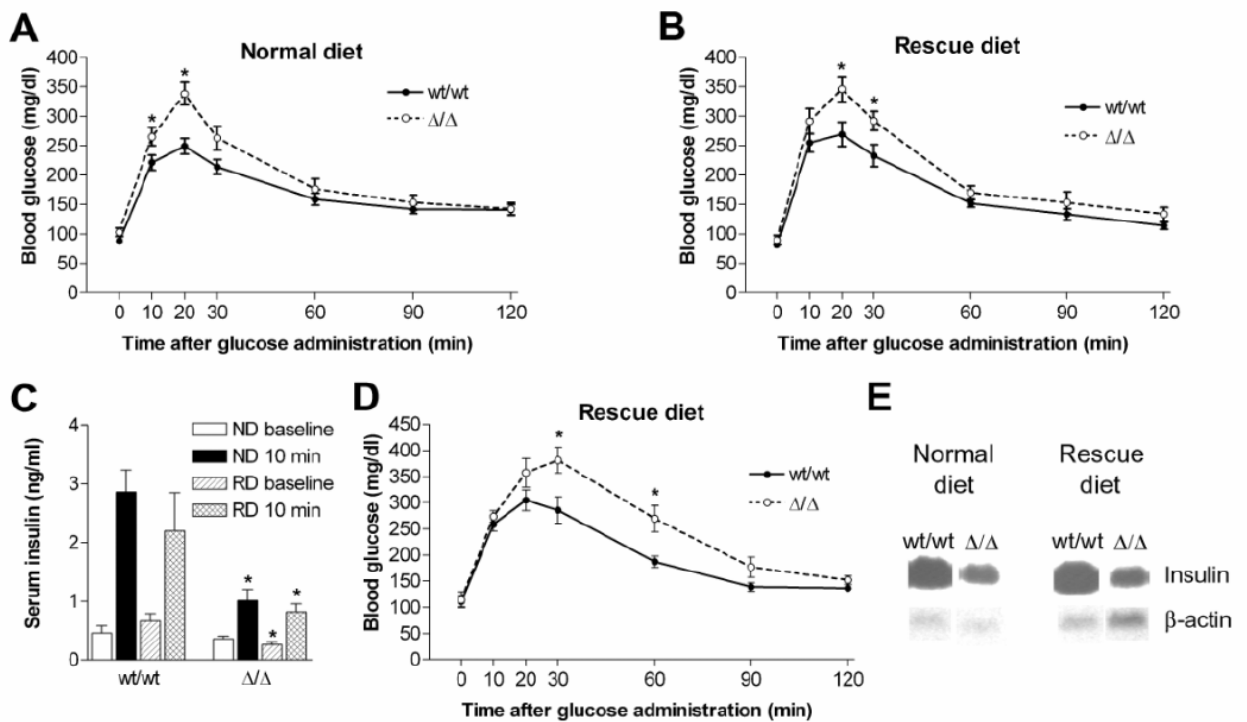 A
Normal diet
Blood glucose (mg/dl)
400
350
300
250
200
150
100
50
0
wt/wt
Δ/Δ
*
*
0 10 20 30 60 90 120
Time after glucose administration (min)
B
Rescue diet
Blood glucose (mg/dl)
400
350
300
250
200
150
100
50
0
wt/wt
Δ/Δ
*
*
0 10 20 30 60 90 120
Time after glucose administration (min)
C
Serum insulin (ng/ml)
4
3
2
1
0
ND baseline
ND 10 min
RD baseline
RD 10 min
*
*
*
wt/wt Δ/Δ
D
Rescue diet
Blood glucose (mg/dl)
450
400
350
300
250
200
150
100
50
0
wt/wt
Δ/Δ
*
*
0 10 20 30 60 90 120
Time after glucose administration (min)
E
Normal diet
Rescue diet
wt/wt Δ/Δ wt/wt Δ/Δ
Insulin
β-actin